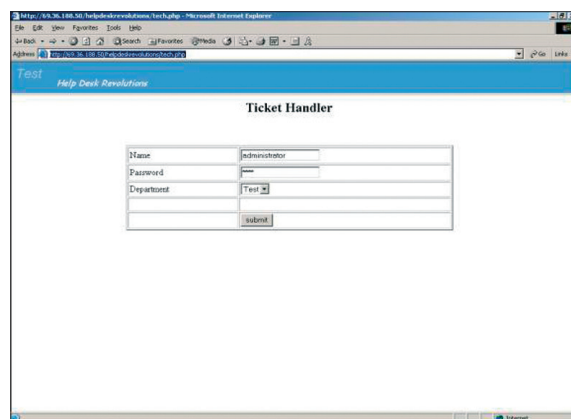 http://69.36.188.50/helpdeskrevolutions/tech.php - Microsoft Internet Explorer
File Edit View Favorites Tools Help
Back Search Favorites Media
Address http://69.36.188.50/helpdeskrevolutions/tech.php Go Links
Test
Help Desk Revolutions
Ticket Handler
Name administrator
Password ****
Department Test
submit
Internet